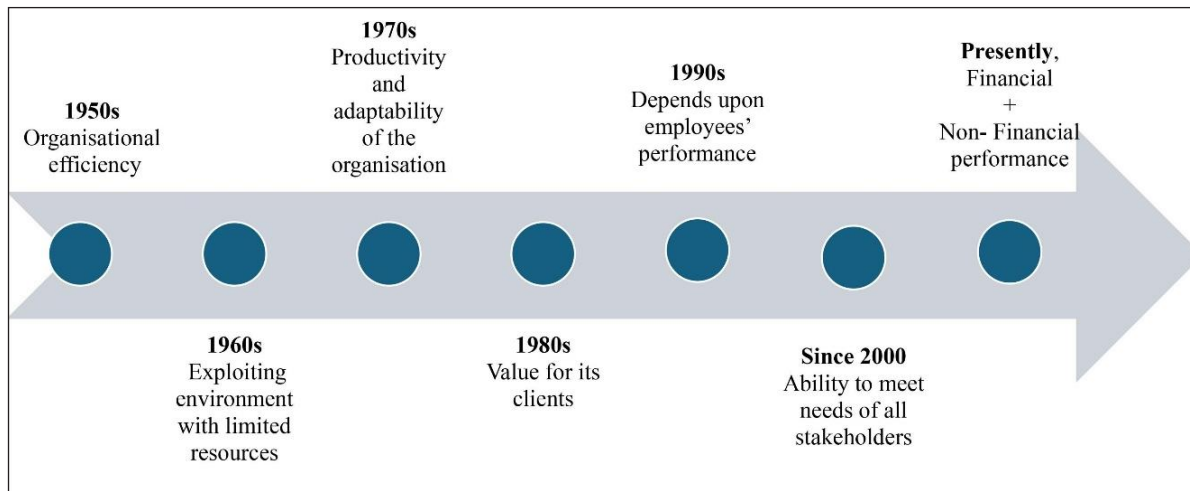 1950s
Organisational
efficiency
1960s
Exploiting
environment
with limited
resources
1970s
Productivity
and
adaptability
of the
organisation
1980s
Value for its
clients
1990s
Depends upon
employees’
performance
Since 2000
Ability to meet
needs of all
stakeholders
Presently,
Financial
+
Non- Financial
performance